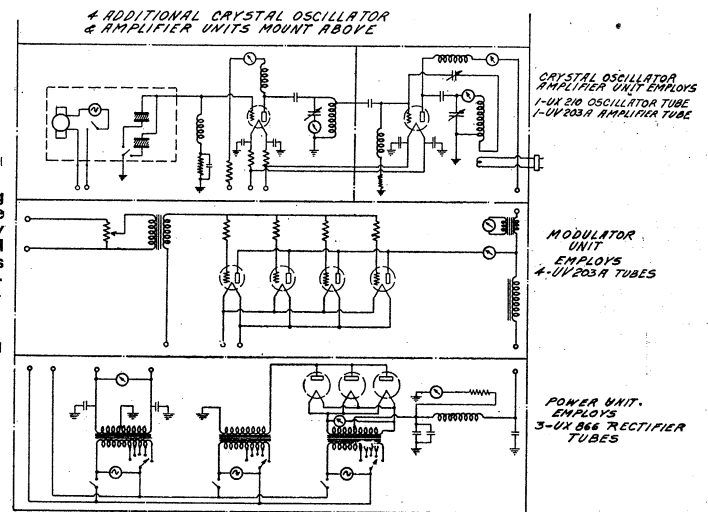 4 ADDITIONAL CRYSTAL OSCILLATOR
& AMPLIFIER UNITS MOUNT ABOVE
CRYSTAL OSCILLATOR
AMPLIFIER UNIT EMPLOYS
1-UX 210 OSCILLATOR TUBE
1-UV203A AMPLIFIER TUBE
MODULATOR
UNIT
EMPLOYS
4-UV203A TUBES
POWER UNIT.
EMPLOYS
3-UX 866 RECTIFIER
TUBES